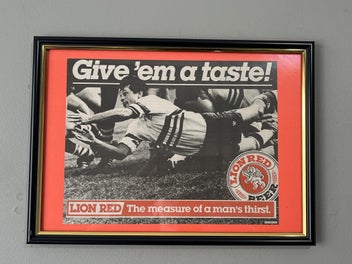 Give 'em a taste!
LION RED
BEER
LION RED The measure of a man's thirst.